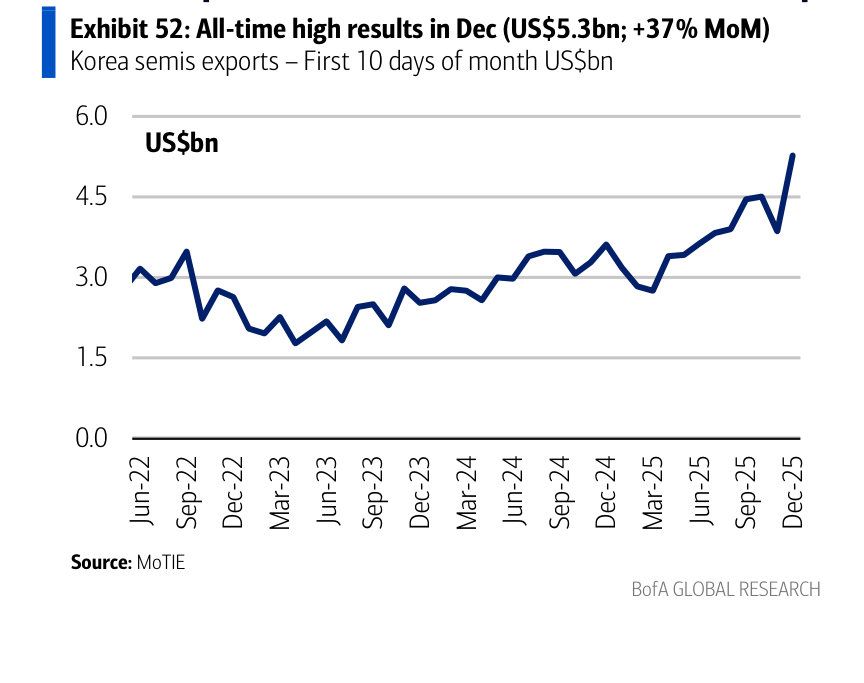 Exhibit 52: All-time high results in Dec (US$5.3bn; +37% MoM)
Korea semis exports – First 10 days of month US$bn
6.0
US$bn
4.5
3.0
1.5
0.0
Jun-22
Sep-22
Dec-22
Mar-23
Jun-23
Sep-23
Dec-23
Mar-24
Jun-24
Sep-24
Dec-24
Mar-25
Jun-25
Sep-25
Dec-25
Source: MoTIE
BofA GLOBAL RESEARCH